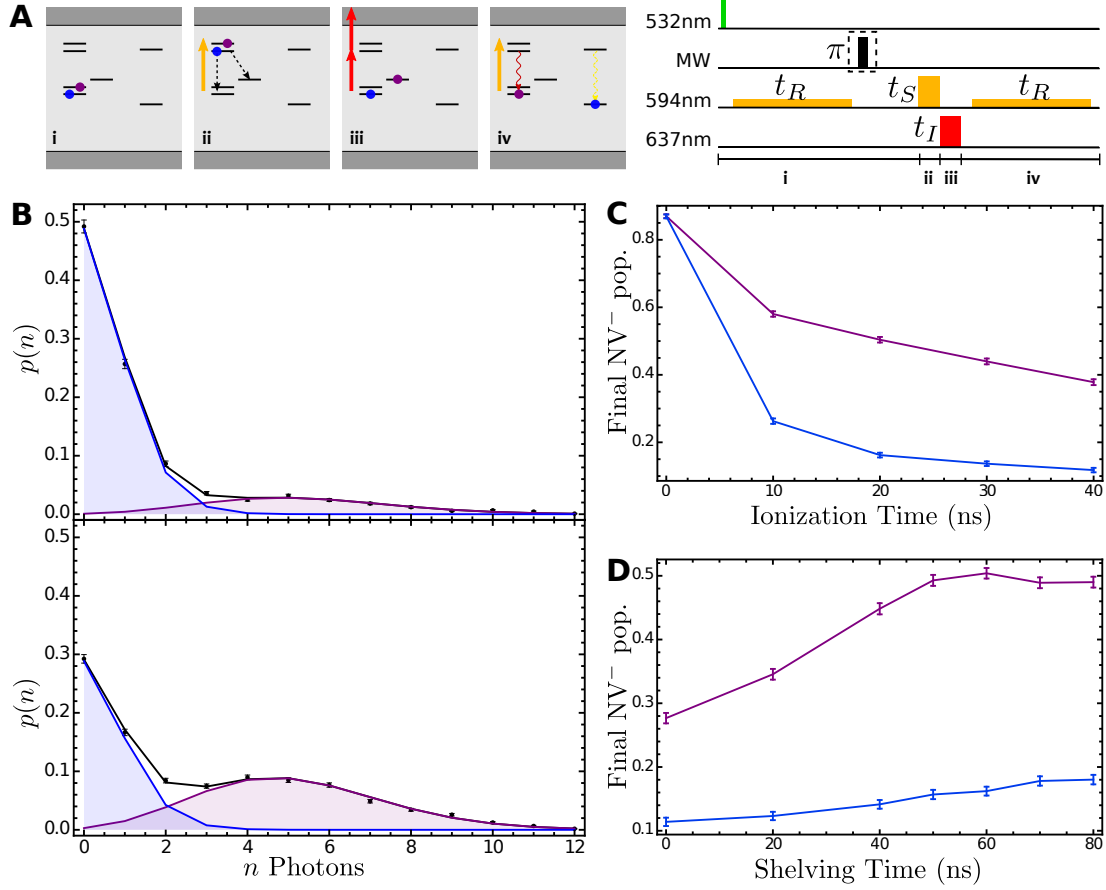 A
i
ii
iii
iv
532nm
MW
π
594nm
t_R
t_S
t_R
637nm
t_I
i
ii
iii
iv
B
0.5
0.4
0.3
0.2
0.1
0.0
p(n)
0.5
0.4
0.3
0.2
0.1
0.0
p(n)
0 2 4 6 8 10 12
n Photons
C
0.8
0.6
0.4
0.2
Final NV⁻ pop.
0 10 20 30 40
Ionization Time (ns)
D
0.5
0.4
0.3
0.2
0.1
Final NV⁻ pop.
0 20 40 60 80
Shelving Time (ns)